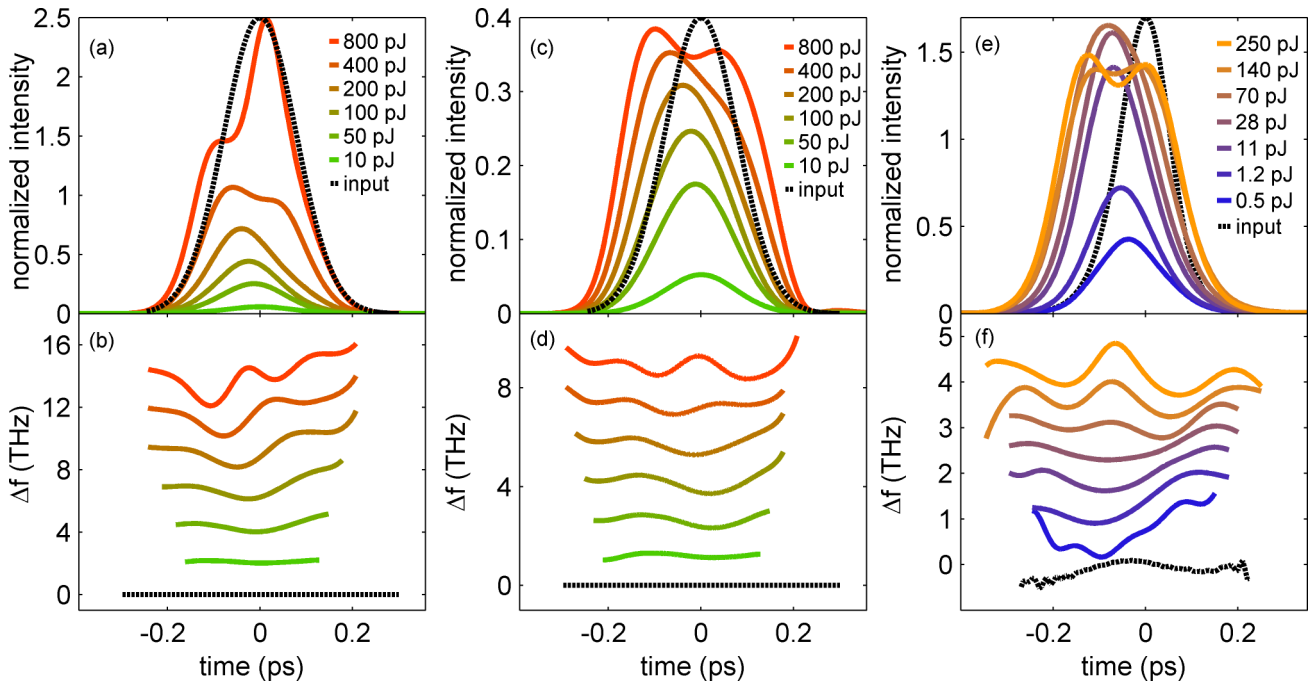 (a)
normalized intensity
2.5
2
1.5
1
0.5
0
800 pJ
400 pJ
200 pJ
100 pJ
50 pJ
10 pJ
input
(b)
Δf (THz)
16
12
8
4
0
-0.2 0 0.2
time (ps)
(c)
normalized intensity
0.4
0.3
0.2
0.1
0
800 pJ
400 pJ
200 pJ
100 pJ
50 pJ
10 pJ
input
(d)
Δf (THz)
8
4
0
-0.2 0 0.2
time (ps)
(e)
normalized intensity
1.5
1
0.5
0
250 pJ
140 pJ
70 pJ
28 pJ
11 pJ
1.2 pJ
0.5 pJ
input
(f)
Δf (THz)
5
4
3
2
1
0
-0.2 0 0.2
time (ps)